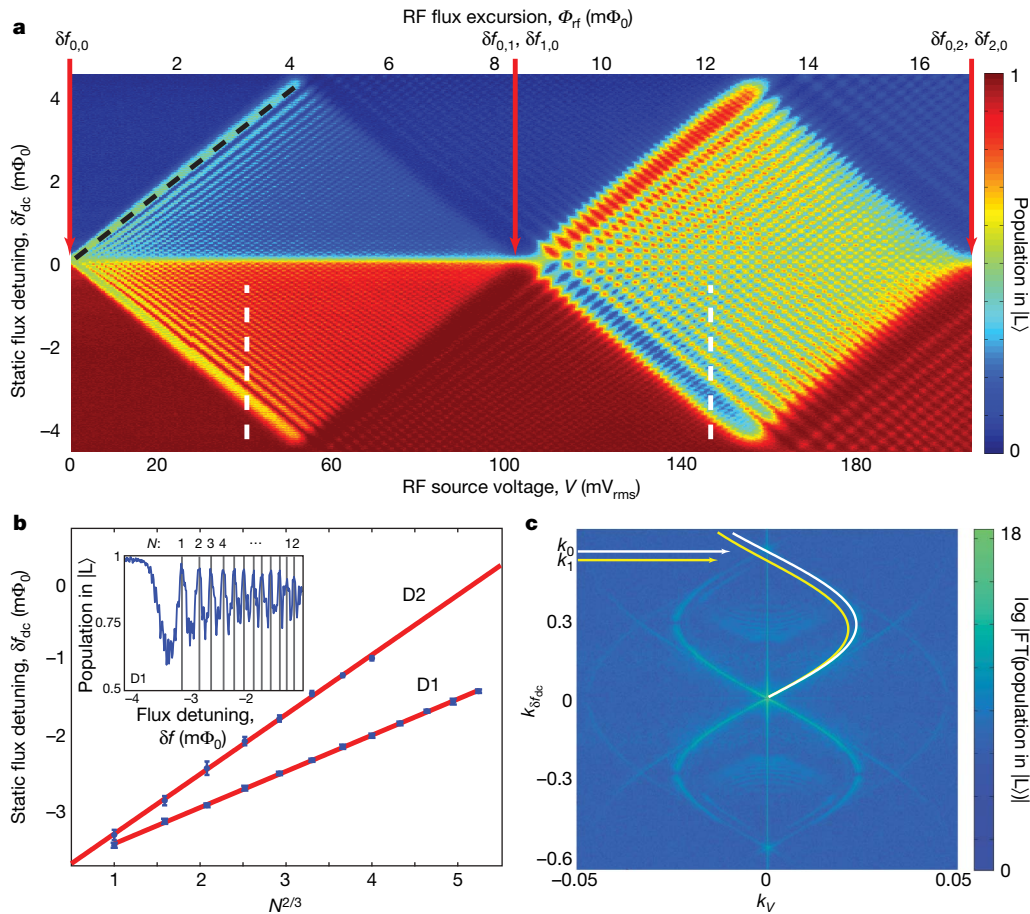 RF flux excursion, Φrf (mΦ0)
a
δf0,0
δf0,1, δf1,0
δf0,2, δf2,0
2 4 6 8 10 12 14 16
4
2
0
−2
−4
Static flux detuning, δfdc (mΦ0)
0 20 60 100 140 180
RF source voltage, V (mVrms)
1
0
Population in |L⟩
b
N: 1 2 3 4 ··· 12
1
0.75
0.5
Population in |L⟩
D1
−4 −3 −2
Flux detuning,
δf (mΦ0)
D2
D1
0
−1
−2
−3
Static flux detuning, δfdc (mΦ0)
1 2 3 4 5
N2/3
c
k0
k1
0.3
0
−0.3
−0.6
kδfdc
−0.05 0 0.05
kV
18
0
log |FT(population in |L⟩)|